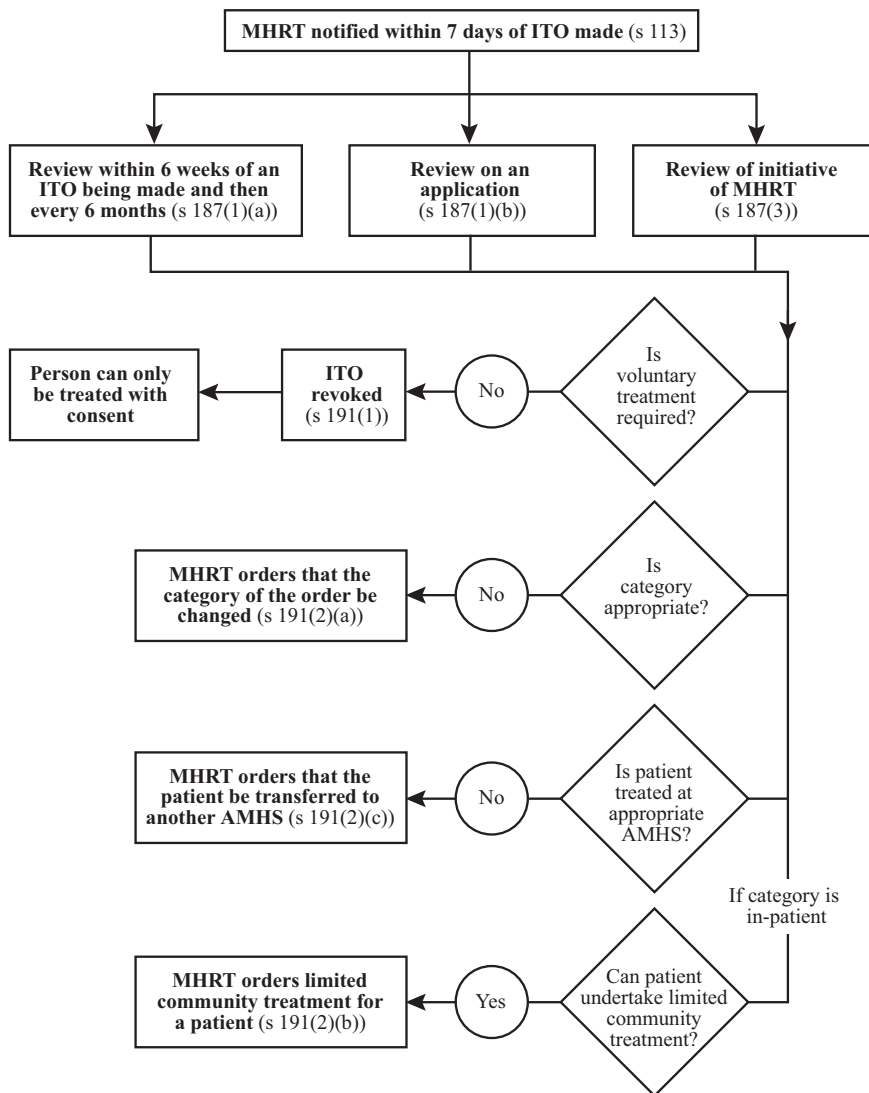 MHRT notified within 7 days of ITO made (s 113)
Review within 6 weeks of an
ITO being made and then
every 6 months (s 187(1)(a))
Review on an
application
(s 187(1)(b))
Review of initiative
of MHRT
(s 187(3))
Person can only
be treated with
consent
ITO
revoked
(s 191(1))
No
Is
voluntary
treatment
required?
MHRT orders that the
category of the order be
changed (s 191(2)(a))
No
Is
category
appropriate?
MHRT orders that the
patient be transferred to
another AMHS (s 191(2)(c))
No
Is patient
treated at
appropriate
AMHS?
If category is
in-patient
MHRT orders limited
community treatment for
a patient (s 191(2)(b))
Yes
Can patient
undertake limited
community
treatment?